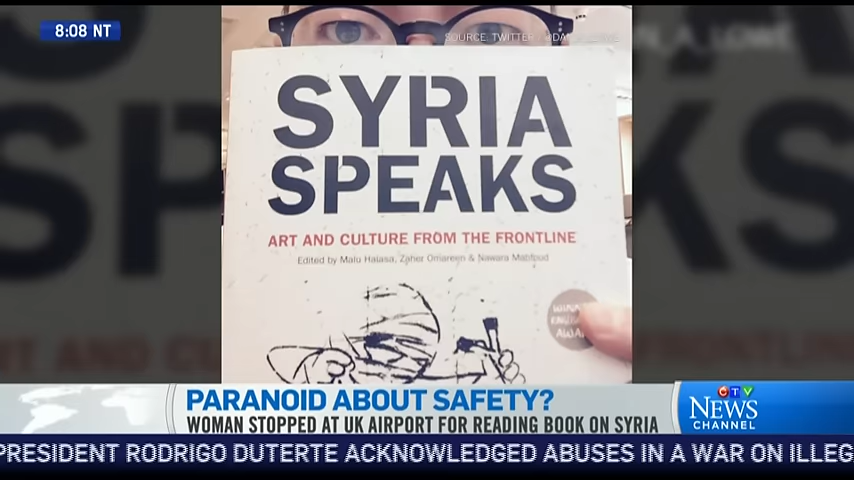 8:08 NT
SOURCE: TWITTER /
SYRIA
SPEAKS
ART AND CULTURE FROM THE FRONTLINE
Edited by Malu Halasa, Zaher Omareen & Nawara Mahfoud
PARANOID ABOUT SAFETY?
WOMAN STOPPED AT UK AIRPORT FOR READING BOOK ON SYRIA
CTV
NEWS
CHANNEL
PRESIDENT RODRIGO DUTERTE ACKNOWLEDGED ABUSES IN A WAR ON ILLEG